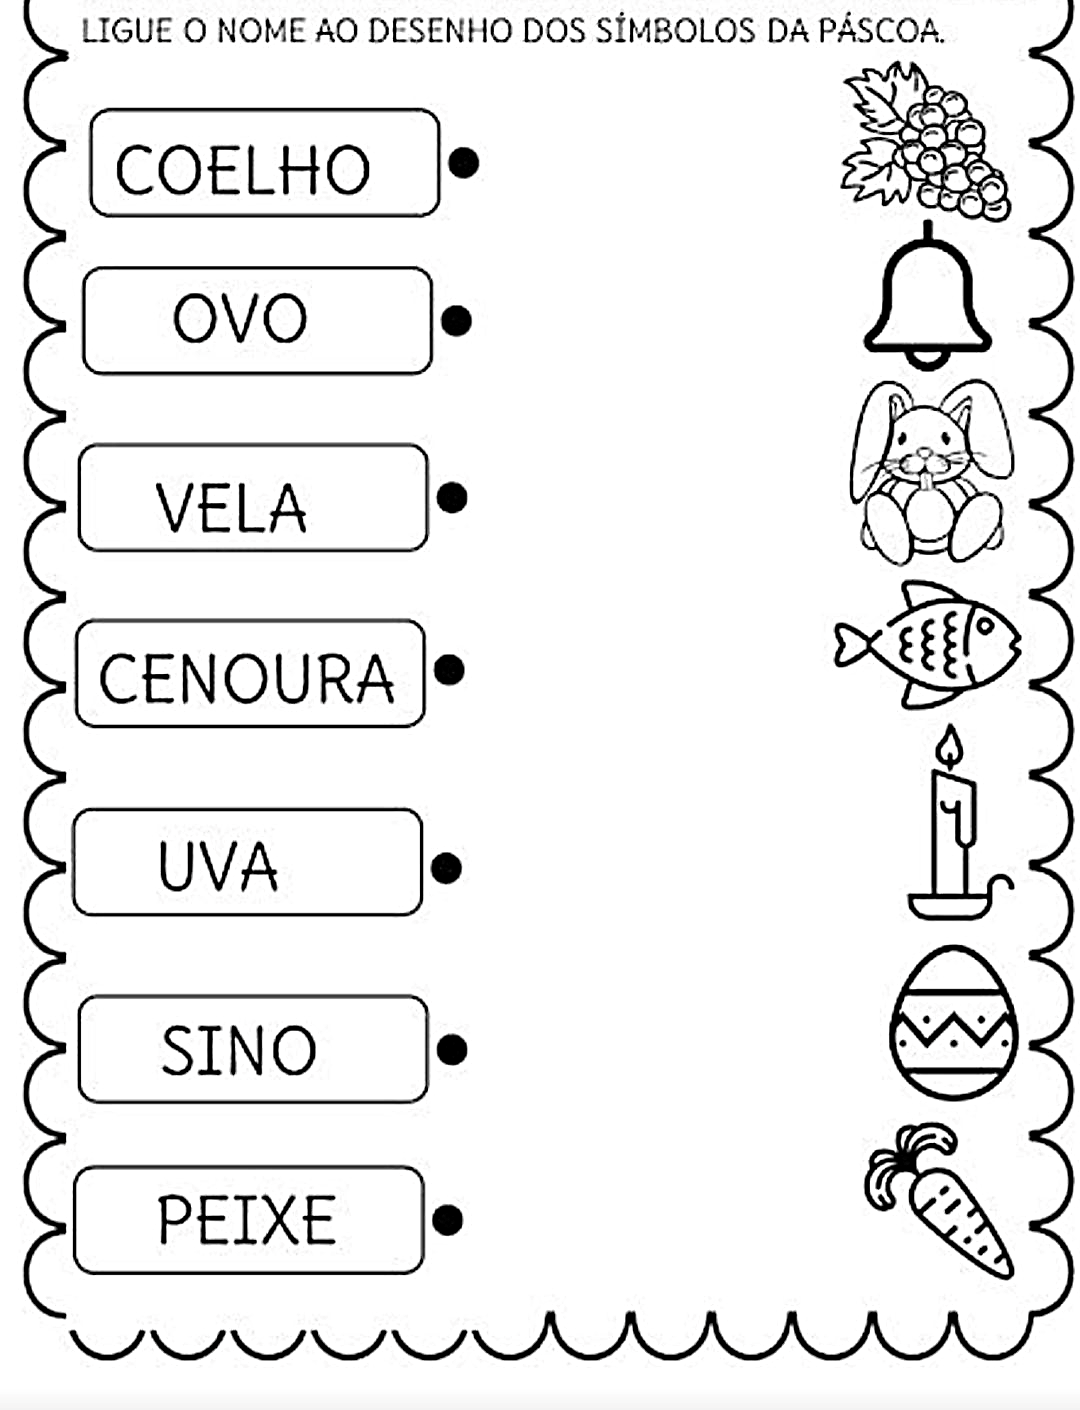 LIGUE O NOME AO DESENHO DOS SÍMBOLOS DA PÁSCOA.
COELHO
OVO
VELA
CENOURA
UVA
SINO
PEIXE